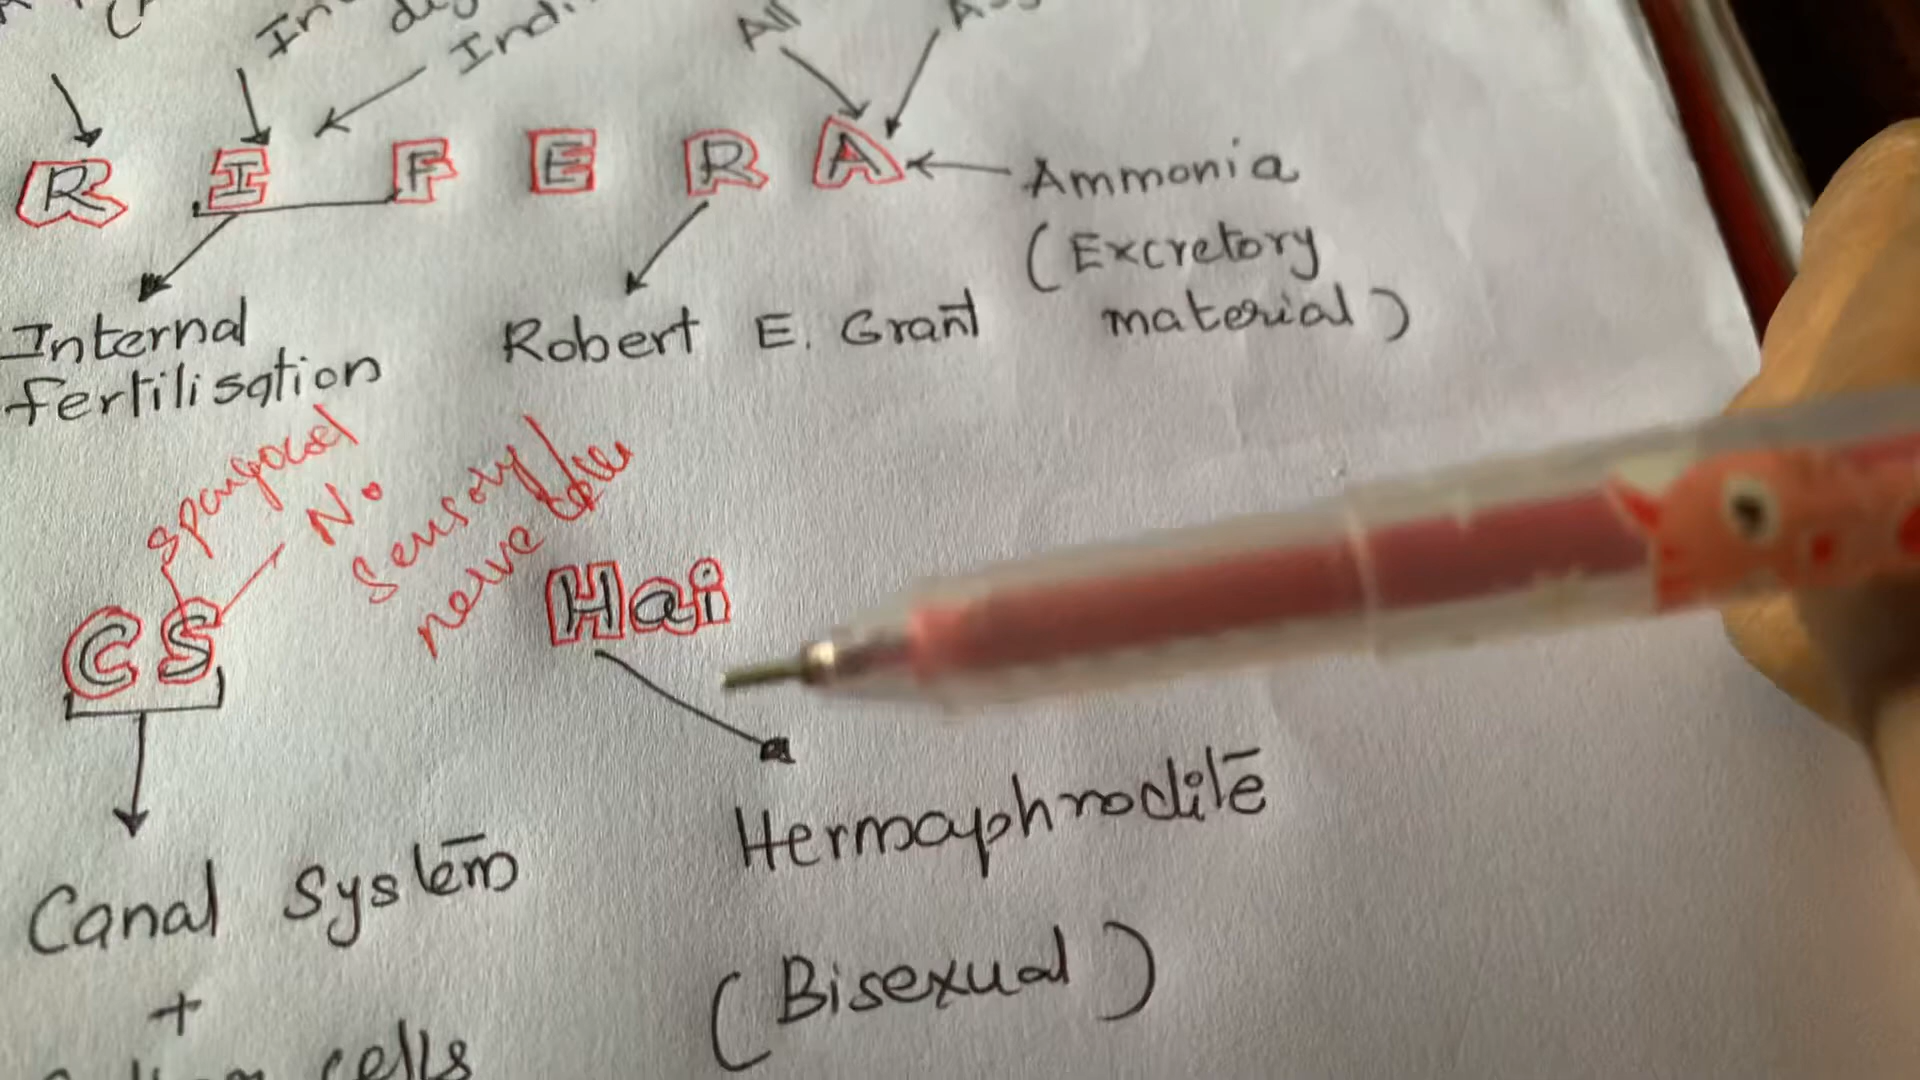 All
R I F E R A
Ammonia
(Excretory
material)
Internal
fertilisation
Robert E. Grant
spongocoel
No
sensory/
nerve cells
CS
Hai
Canal System
+
cells
Hermaphrodite
(Bisexual)